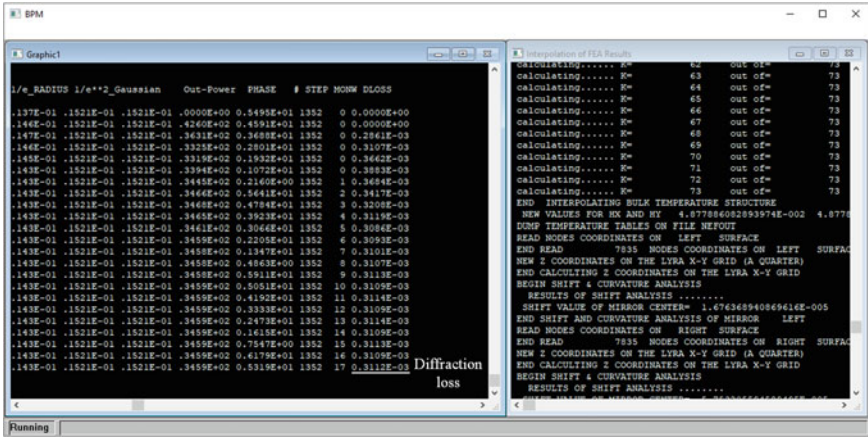 BPM
Graphic1
1/e_RADIUS 1/e**2_Gaussian Out-Power PHASE # STEP MONW DLOSS
.137E-01 .1521E-01 .1521E-01 .0000E+00 0.5495E+01 1352 0 0.0000E+00
.146E-01 .1521E-01 .1521E-01 .4260E+02 0.4591E+01 1352 0 0.0000E+00
.147E-01 .1521E-01 .1521E-01 .3631E+02 0.3688E+01 1352 0 0.2861E-03
.146E-01 .1521E-01 .1521E-01 .3325E+02 0.2801E+01 1352 0 0.3107E-03
.145E-01 .1521E-01 .1521E-01 .3319E+02 0.1932E+01 1352 0 0.3662E-03
.143E-01 .1521E-01 .1521E-01 .3394E+02 0.1072E+01 1352 0 0.3883E-03
.143E-01 .1521E-01 .1521E-01 .3445E+02 0.2160E+00 1352 1 0.3684E-03
.143E-01 .1521E-01 .1521E-01 .3466E+02 0.5641E+01 1352 2 0.3417E-03
.143E-01 .1521E-01 .1521E-01 .3468E+02 0.4784E+01 1352 3 0.3208E-03
.143E-01 .1521E-01 .1521E-01 .3465E+02 0.3923E+01 1352 4 0.3119E-03
.143E-01 .1521E-01 .1521E-01 .3461E+02 0.3066E+01 1352 5 0.3086E-03
.143E-01 .1521E-01 .1521E-01 .3459E+02 0.2205E+01 1352 6 0.3093E-03
.143E-01 .1521E-01 .1521E-01 .3458E+02 0.1347E+01 1352 7 0.3101E-03
.143E-01 .1521E-01 .1521E-01 .3458E+02 0.4863E+00 1352 8 0.3107E-03
.143E-01 .1521E-01 .1521E-01 .3458E+02 0.5911E+01 1352 9 0.3113E-03
.143E-01 .1521E-01 .1521E-01 .3459E+02 0.5051E+01 1352 10 0.3109E-03
.143E-01 .1521E-01 .1521E-01 .3459E+02 0.4192E+01 1352 11 0.3114E-03
.143E-01 .1521E-01 .1521E-01 .3459E+02 0.3333E+01 1352 12 0.3109E-03
.143E-01 .1521E-01 .1521E-01 .3459E+02 0.2473E+01 1352 13 0.3114E-03
.143E-01 .1521E-01 .1521E-01 .3459E+02 0.1615E+01 1352 14 0.3109E-03
.143E-01 .1521E-01 .1521E-01 .3459E+02 0.7547E+00 1352 15 0.3113E-03
.143E-01 .1521E-01 .1521E-01 .3459E+02 0.6179E+01 1352 16 0.3109E-03
.143E-01 .1521E-01 .1521E-01 .3459E+02 0.5319E+01 1352 17 0.3112E-03
Diffraction
loss
Interpolation of FEA Results
calculating...... K= 62 out of= 73
calculating...... K= 63 out of= 73
calculating...... K= 64 out of= 73
calculating...... K= 65 out of= 73
calculating...... K= 66 out of= 73
calculating...... K= 67 out of= 73
calculating...... K= 68 out of= 73
calculating...... K= 69 out of= 73
calculating...... K= 70 out of= 73
calculating...... K= 71 out of= 73
calculating...... K= 72 out of= 73
calculating...... K= 73 out of= 73
END INTERPOLATING BULK TEMPERATURE STRUCTURE
NEW VALUES FOR HX AND HY 4.877886082893974E-002 4.8778
DUMP TEMPERATURE TABLES ON FILE NEFOUT
READ NODES COORDINATES ON LEFT SURFACE
END READ 7835 NODES COORDINATES ON LEFT SURFAC
NEW Z COORDINATES ON THE LYRA X-Y GRID (A QUARTER)
END CALCULTING Z COORDINATES ON THE LYRA X-Y GRID
BEGIN SHIFT & CURVATURE ANALYSIS
RESULTS OF SHIFT ANALYSIS ........
SHIFT VALUE OF MIRROR CENTER= 1.676368940869616E-005
END SHIFT AND CURVATURE ANALYSIS OF MIRROR LEFT
READ NODES COORDINATES ON RIGHT SURFACE
END READ 7835 NODES COORDINATES ON RIGHT SURFAC
NEW Z COORDINATES ON THE LYRA X-Y GRID (A QUARTER)
END CALCULTING Z COORDINATES ON THE LYRA X-Y GRID
BEGIN SHIFT & CURVATURE ANALYSIS
RESULTS OF SHIFT ANALYSIS ........
SHIFT VALUE OF MIRROR CENTER=
Running